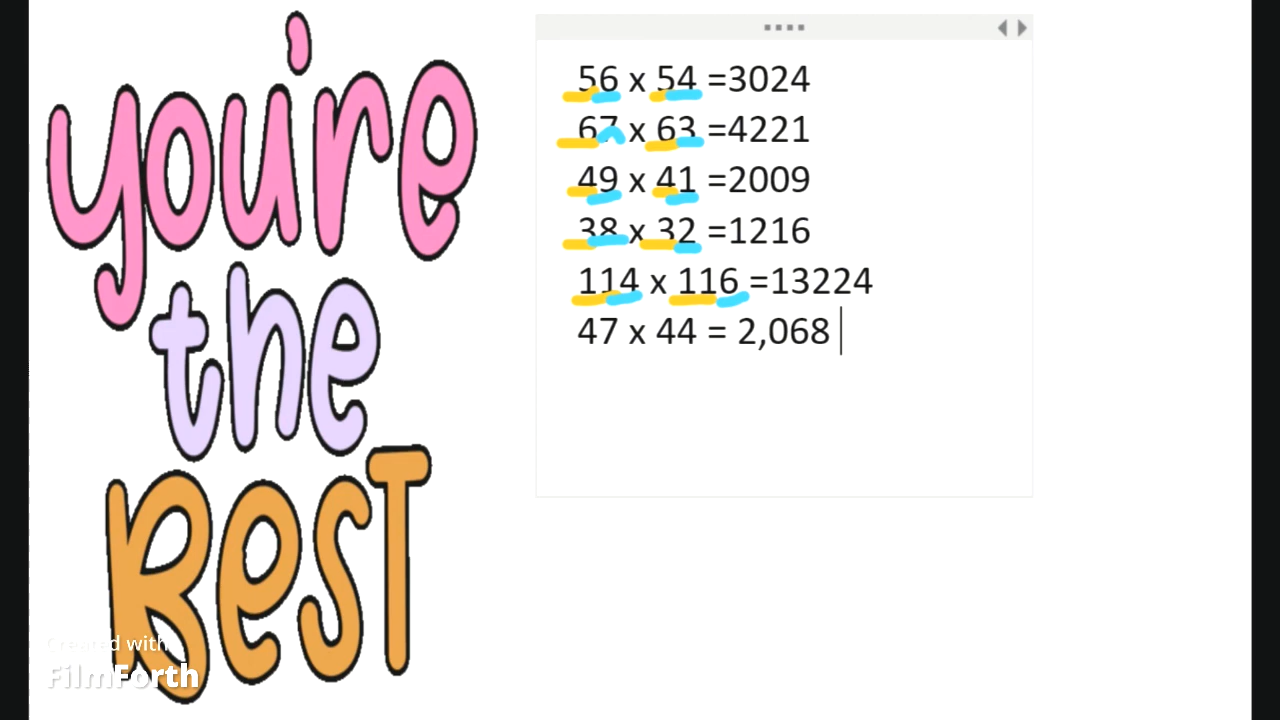 you're
the
BesT
56 x 54 =3024
67 x 63 =4221
49 x 41 =2009
38 x 32 =1216
114 x 116 =13224
47 x 44 = 2,068
Created with
FilmForth